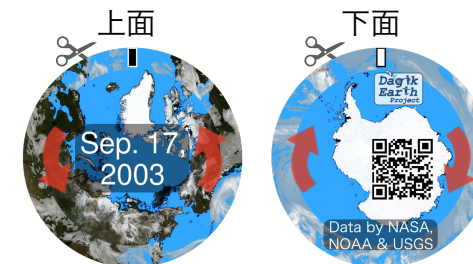 上面
下面
Sep. 17,
2003
Dagik
Earth
Project
Data by NASA,
NOAA & USGS